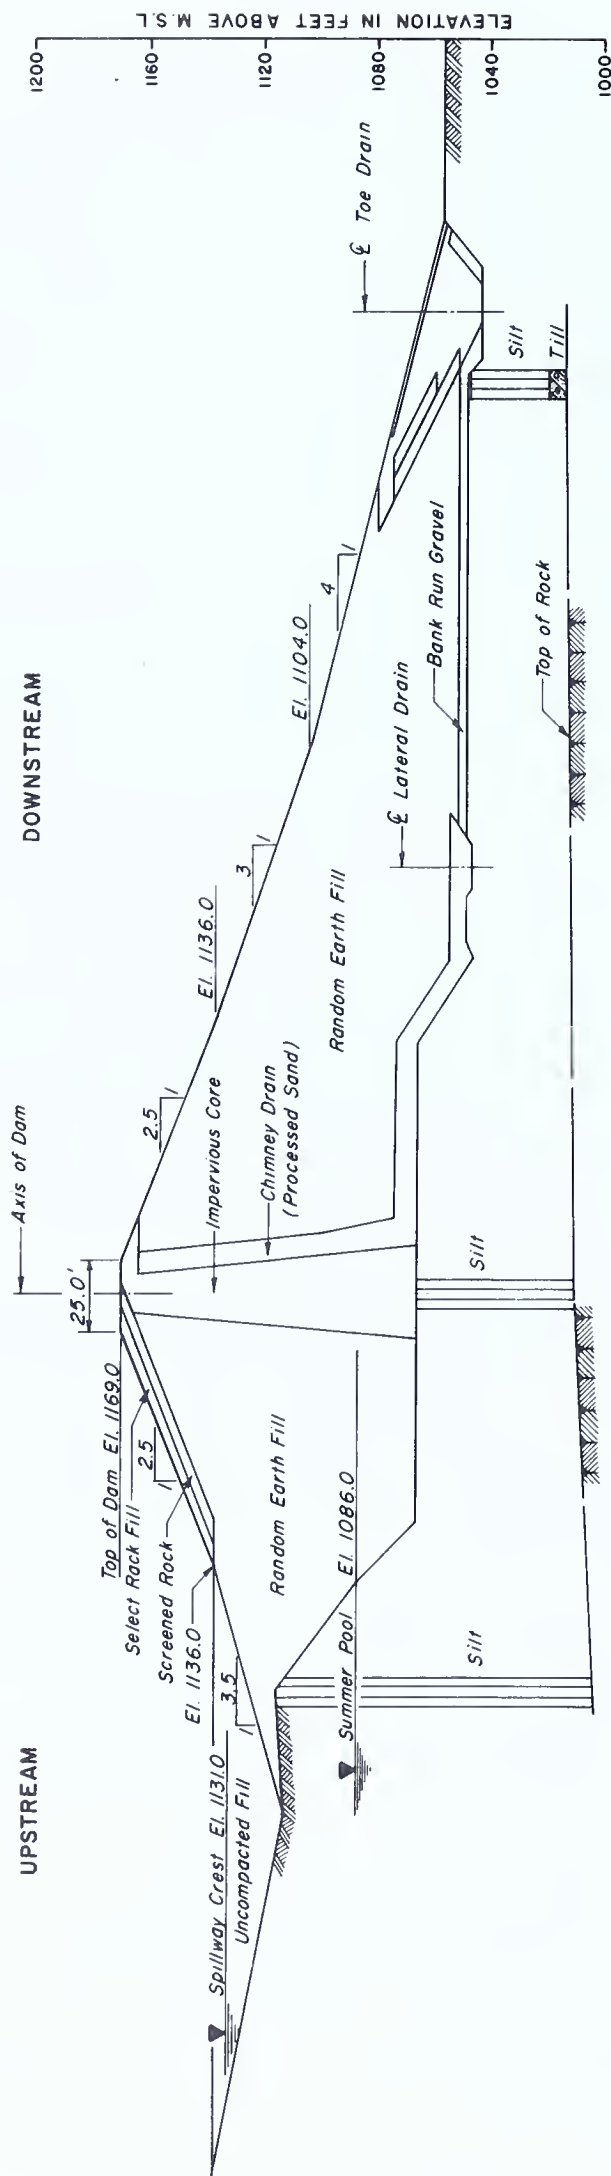 UPSTREAM
DOWNSTREAM
Axis of Dam
25.0'
Top of Dam El. 1169.0
Select Rock Fill
Screened Rock
El. 1136.0
2.5
1
3.5
1
Spillway Crest El. 1131.0
Uncompacted Fill
Random Earth Fill
Summer Pool El. 1086.0
Silt
Silt
2.5
1
Impervious Core
Chimney Drain
(Processed Sand)
El. 1136.0
3
1
Random Earth Fill
El. 1104.0
4
1
℄ Lateral Drain
Bank Run Gravel
Top of Rock
℄ Toe Drain
Silt
Till
1200
1160
1120
1080
1040
1000
ELEVATION IN FEET ABOVE M.S.L